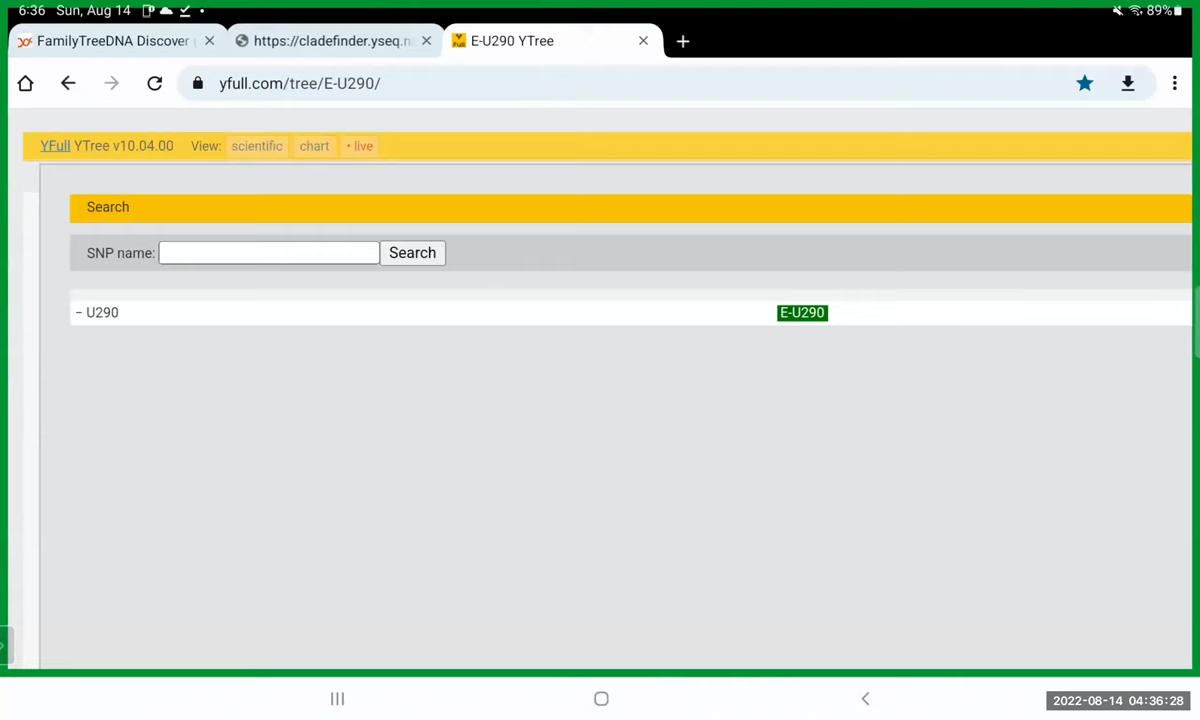 6:36 Sun, Aug 14 89%
FamilyTreeDNA Discover
https://cladefinder.yseq.n
E-U290 YTree
yfull.com/tree/E-U290/
YFull YTree v10.04.00 View: scientific chart • live
Search
SNP name: Search
− U290 E-U290
2022-08-14 04:36:28